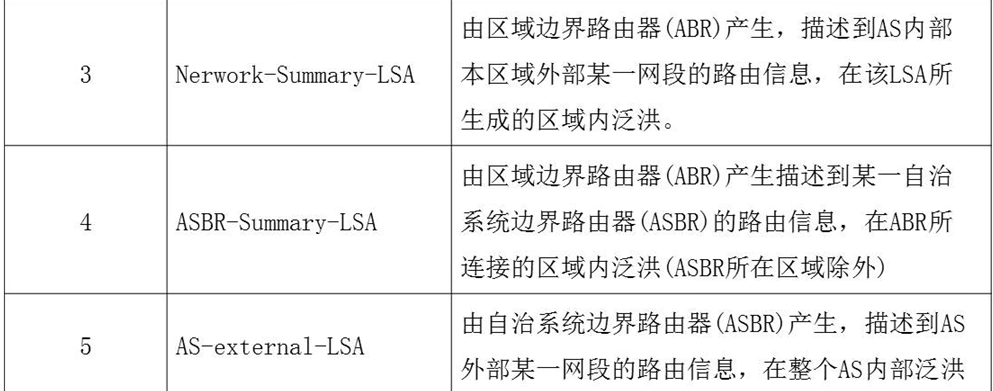 3
Nerwork-Summary-LSA
由区域边界路由器(ABR)产生，描述到AS内部
本区域外部某一网段的路由信息，在该LSA所
生成的区域内泛洪。
4
ASBR-Summary-LSA
由区域边界路由器(ABR)产生描述到某一自治
系统边界路由器(ASBR)的路由信息，在ABR所
连接的区域内泛洪(ASBR所在区域除外)
5
AS-external-LSA
由自治系统边界路由器(ASBR)产生，描述到AS
外部某一网段的路由信息，在整个AS内部泛洪